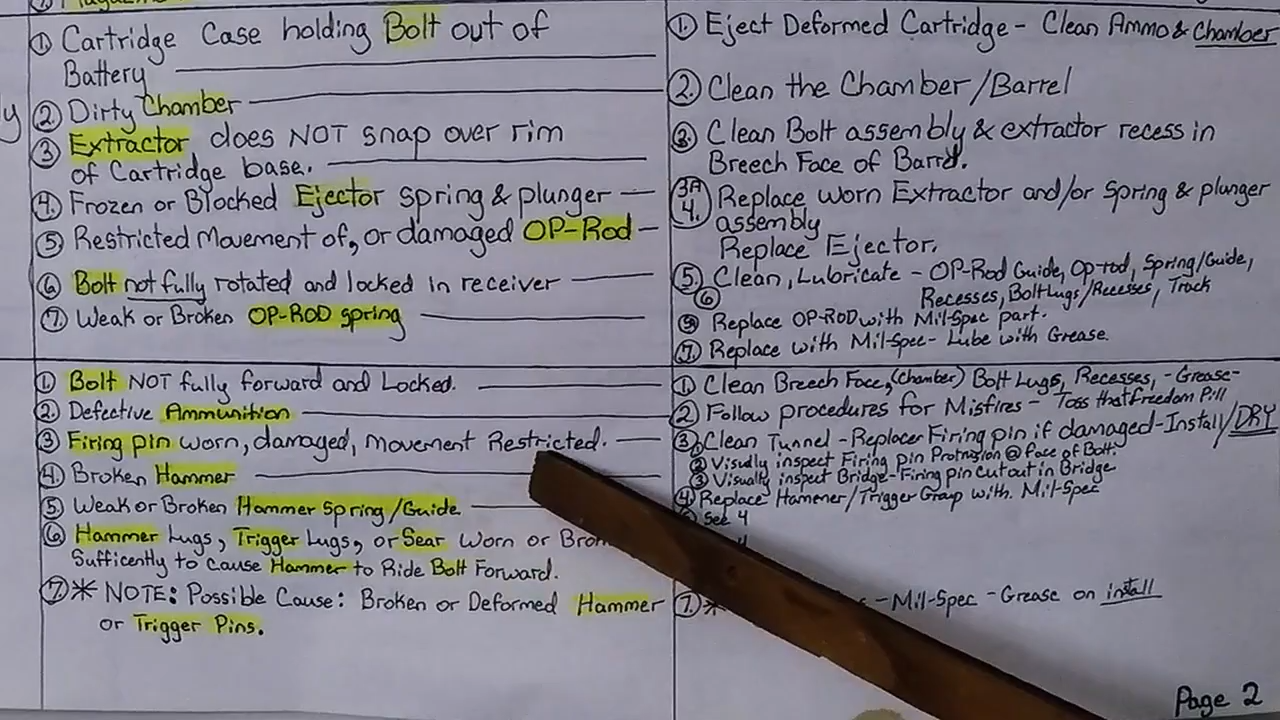 ① Cartridge Case holding Bolt out of
Battery
② Dirty Chamber
③ Extractor does NOT snap over rim
of Cartridge base.
④ Frozen or Blocked Ejector spring & plunger
⑤ Restricted Movement of, or damaged OP-Rod
⑥ Bolt not fully rotated and locked in receiver
⑦ Weak or Broken OP-ROD spring
① Eject Deformed Cartridge - Clean Ammo & Chamber
② Clean the Chamber/Barrel
③ Clean Bolt assembly & extractor recess in
Breech Face of Barrel.
3A Replace worn Extractor and/or Spring & plunger
4. assembly
Replace Ejector.
⑤ Clean, Lubricate - OP-Rod Guide, Op-rod, Spring/Guide,
⑥ Recesses, Bolt Lugs/Recesses, Track
⑤ Replace OP-ROD with Mil-Spec part.
⑦ Replace with Mil-Spec - Lube with Grease.
① Bolt NOT fully forward and Locked.
② Defective Ammunition
③ Firing pin worn, damaged, movement Restricted.
④ Broken Hammer
⑤ Weak or Broken Hammer Spring/Guide
⑥ Hammer Lugs, Trigger Lugs, or Sear Worn or
Sufficently to cause Hammer to Ride Bolt Forward.
⑦ * NOTE: Possible Cause: Broken or Deformed Hammer
or Trigger Pins.
① Clean Breech Face, (Chamber) Bolt Lugs, Recesses, - Grease-
② Follow procedures for Misfires - Toss that Freedom Pill
③ Clean Tunnel - Replace Firing pin if damaged - Install/DRY
② Visually inspect Firing pin Protrusion @ face of Bolt.
③ Visually inspect Bridge - Firing pin cutout in Bridge
④ Replace Hammer/Trigger Group with Mil-Spec
See 4
4
⑦ * - Mil-Spec - Grease on install
Page 2